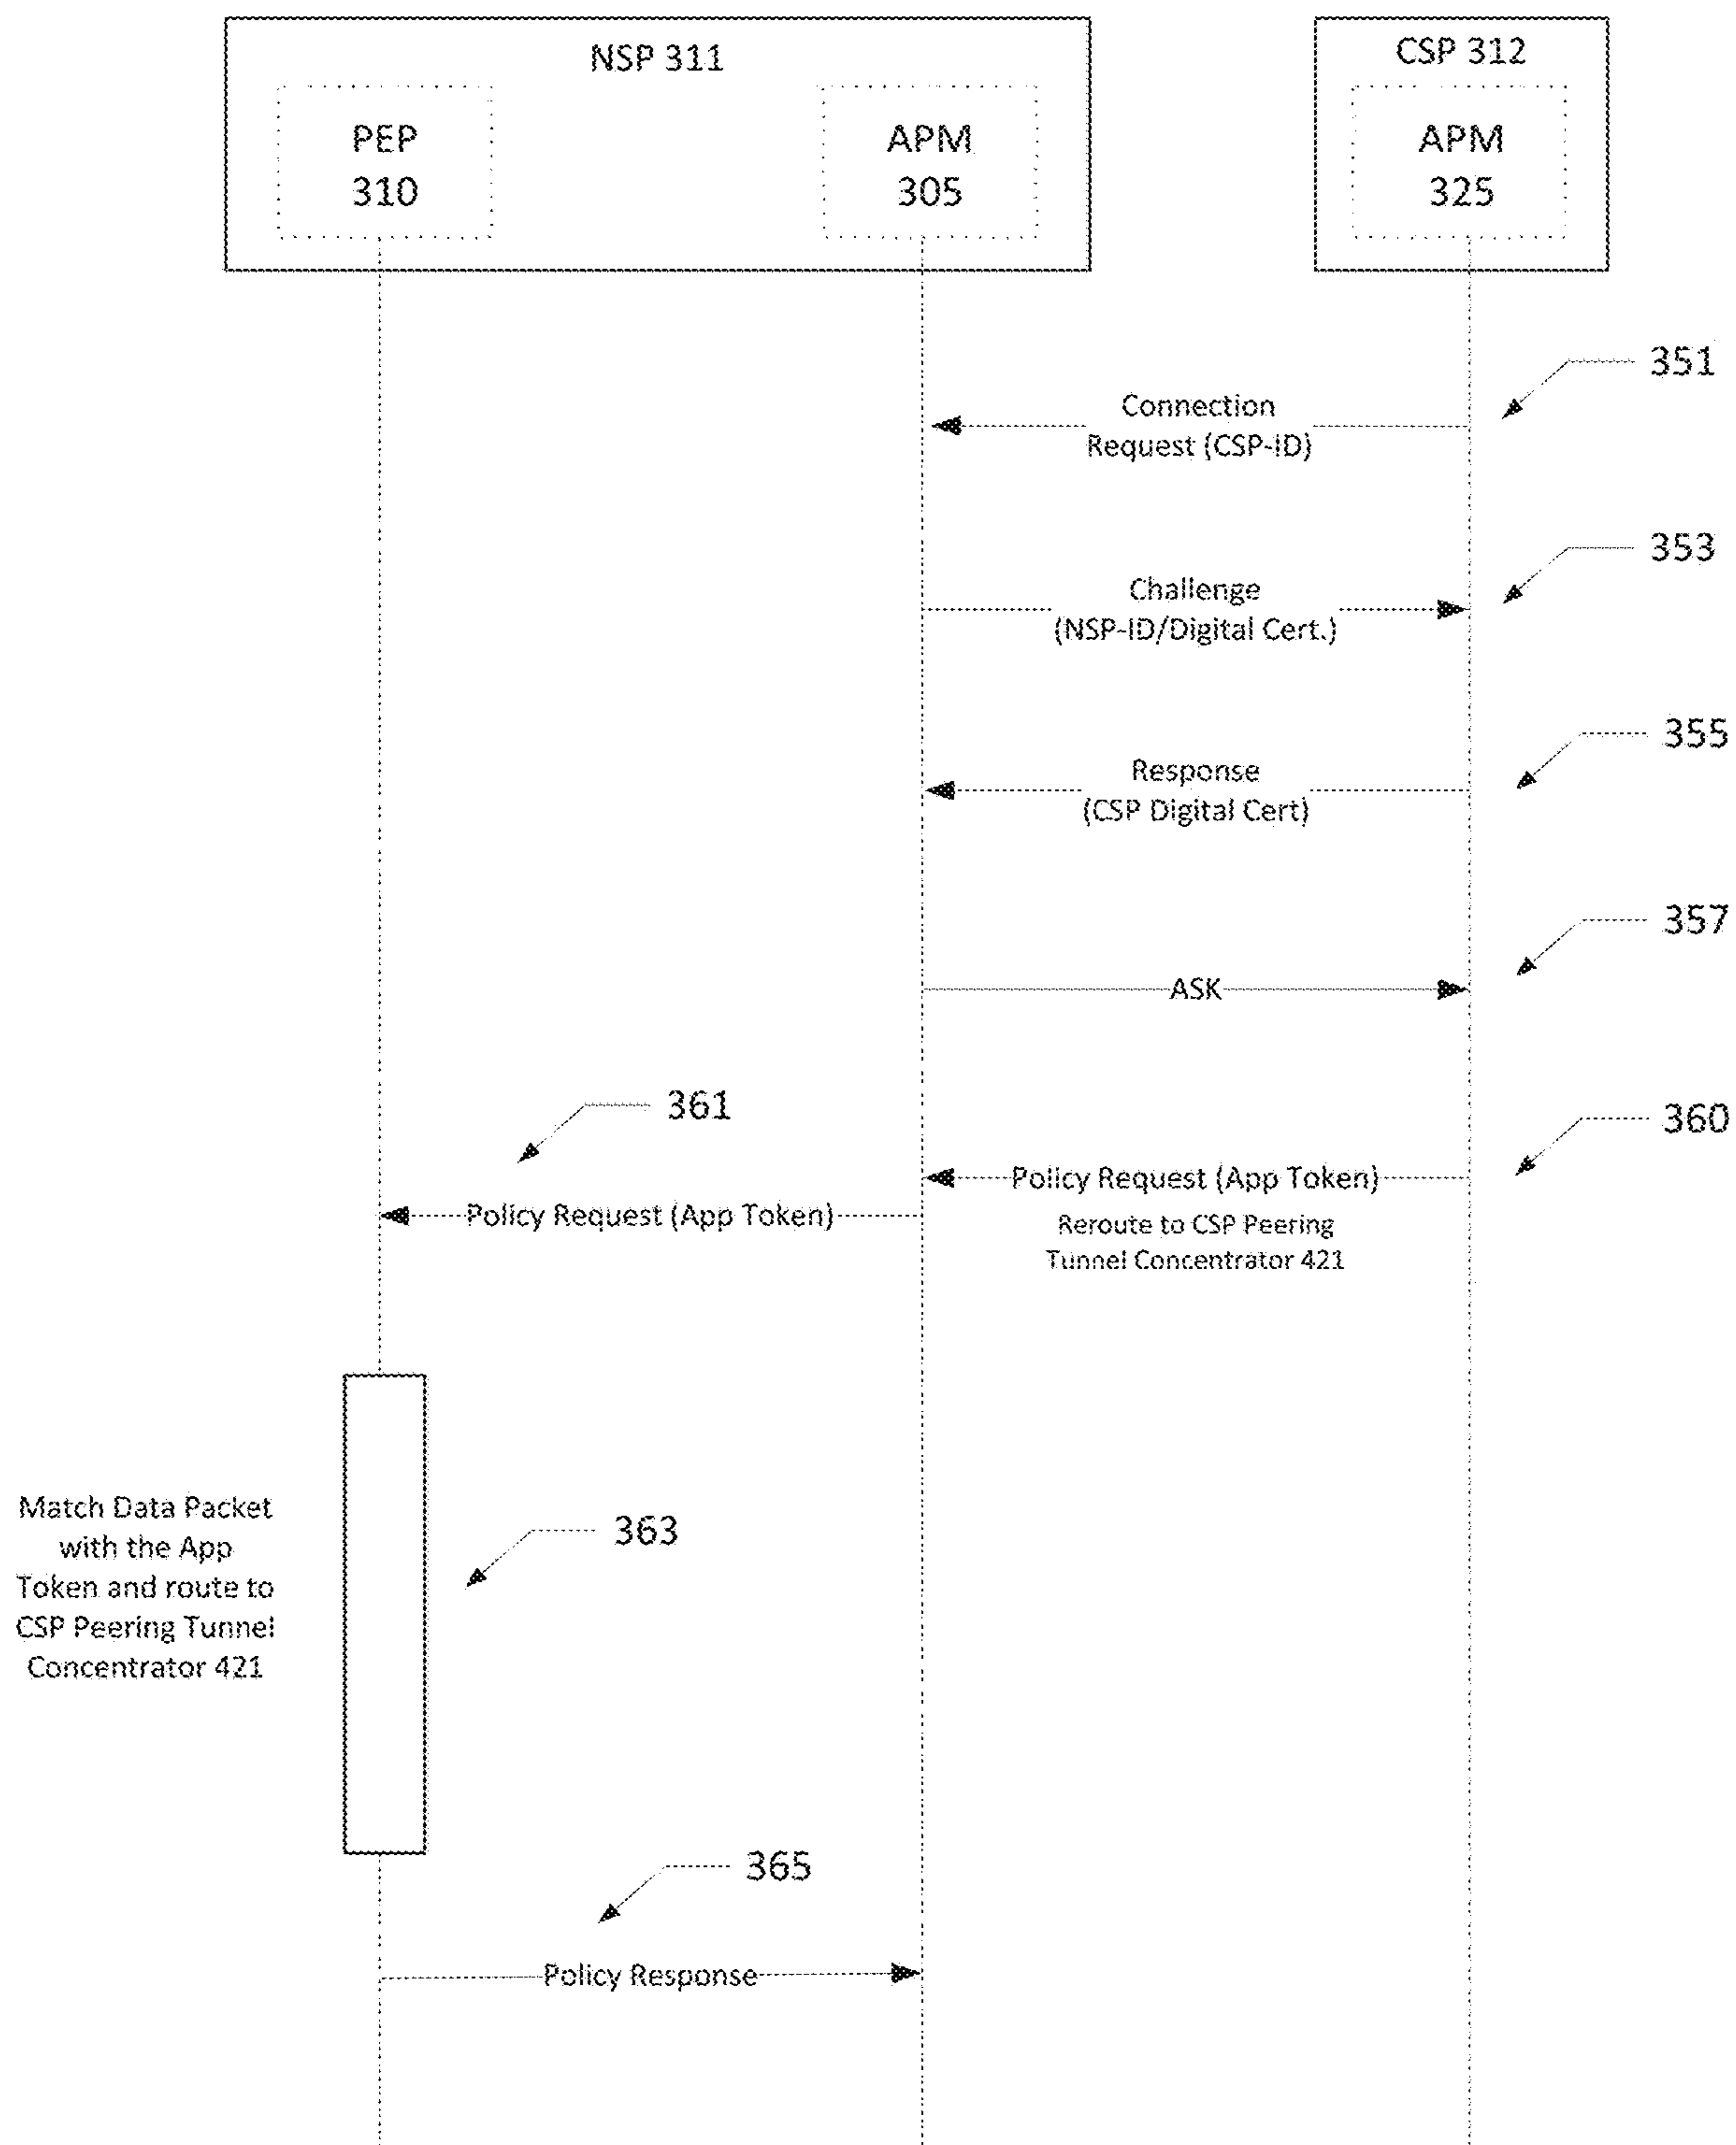 NSP 311
CSP 312
PEP
310
APM
305
APM
325
351
Connection
Request (CSP-ID)
353
Challenge
(NSP-ID/Digital Cert.)
355
Response
(CSP Digital Cert)
357
ASK
361
360
Policy Request (App Token)
Policy Request (App Token)
Reroute to CSP Peering
Tunnel Concentrator 421
Match Data Packet
with the App
Token and route to
CSP Peering Tunnel
Concentrator 421
363
365
Policy Response